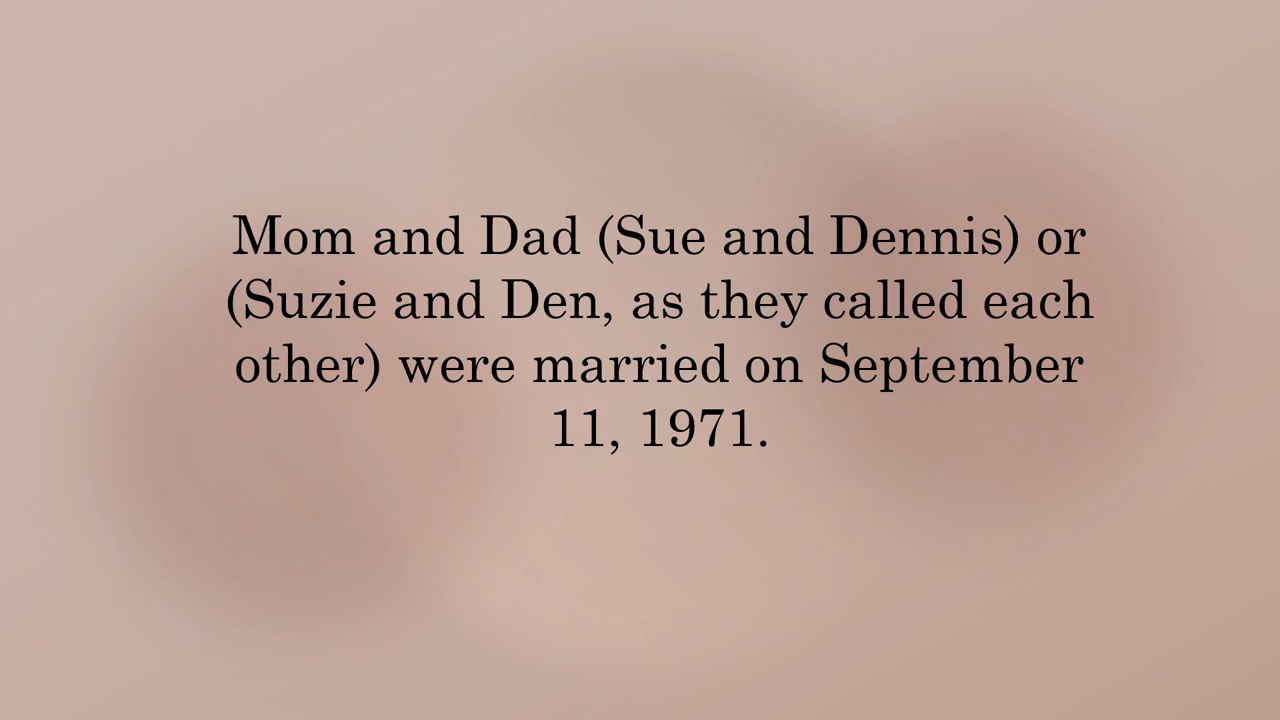 Mom and Dad (Sue and Dennis) or
(Suzie and Den, as they called each
other) were married on September
11, 1971.